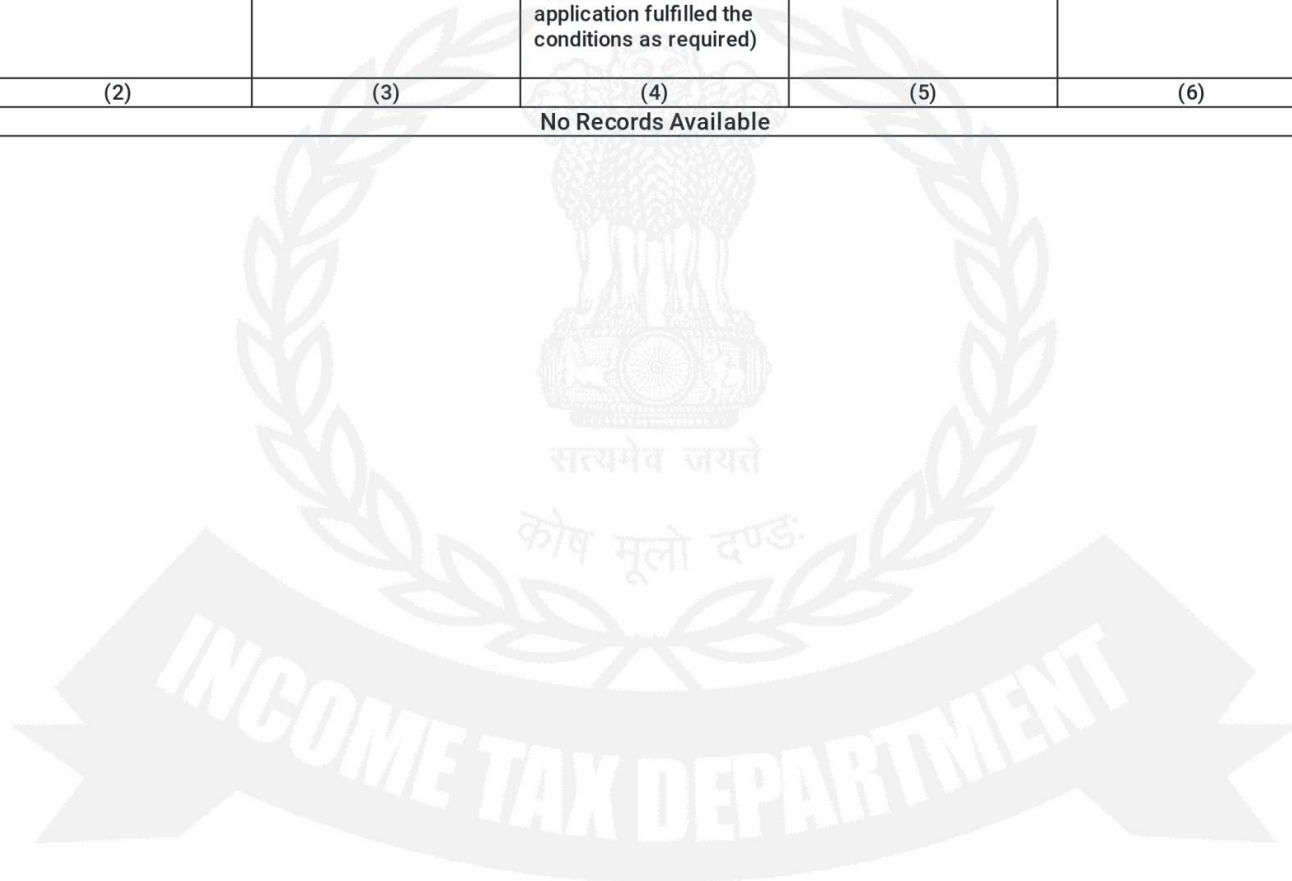 application fulfilled the
conditions as required)
(2) (3) (4) (5) (6)
No Records Available
सत्यमेव जयते
कोष मूलो दण्डः
INCOME TAX DEPARTMENT